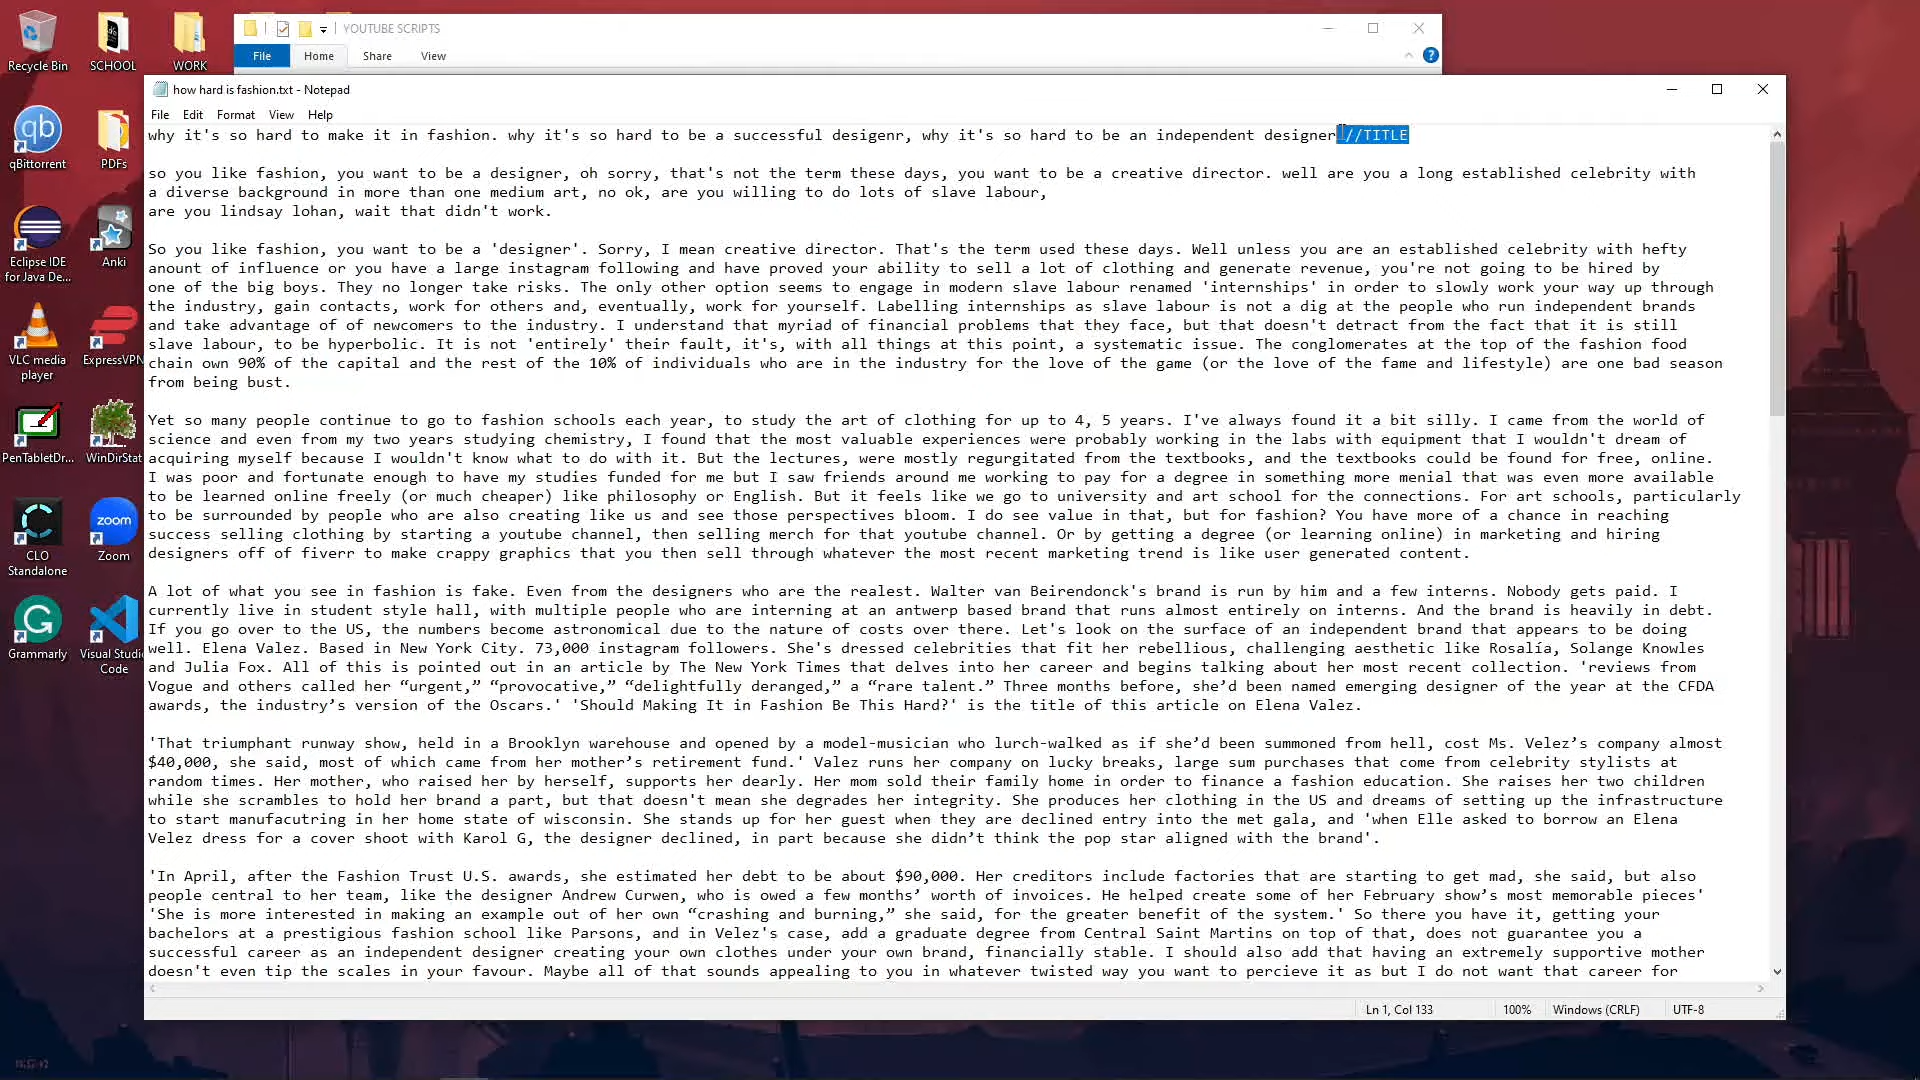 YOUTUBE SCRIPTS
File Home Share View
Recycle Bin
SCHOOL
WORK
qBittorrent
PDFs
Eclipse IDE
for Java De...
Anki
VLC media
player
ExpressVPN
PenTabletDr...
WinDirStat
CLO
Standalone
Zoom
Grammarly
Visual Studi
Code
how hard is fashion.txt - Notepad
File Edit Format View Help
why it's so hard to make it in fashion. why it's so hard to be a successful desigenr, why it's so hard to be an independent designer //TITLE
so you like fashion, you want to be a designer, oh sorry, that's not the term these days, you want to be a creative director. well are you a long established celebrity with
a diverse background in more than one medium art, no ok, are you willing to do lots of slave labour,
are you lindsay lohan, wait that didn't work.
So you like fashion, you want to be a 'designer'. Sorry, I mean creative director. That's the term used these days. Well unless you are an established celebrity with hefty
anount of influence or you have a large instagram following and have proved your ability to sell a lot of clothing and generate revenue, you're not going to be hired by
one of the big boys. They no longer take risks. The only other option seems to engage in modern slave labour renamed 'internships' in order to slowly work your way up through
the industry, gain contacts, work for others and, eventually, work for yourself. Labelling internships as slave labour is not a dig at the people who run independent brands
and take advantage of of newcomers to the industry. I understand that myriad of financial problems that they face, but that doesn't detract from the fact that it is still
slave labour, to be hyperbolic. It is not 'entirely' their fault, it's, with all things at this point, a systematic issue. The conglomerates at the top of the fashion food
chain own 90% of the capital and the rest of the 10% of individuals who are in the industry for the love of the game (or the love of the fame and lifestyle) are one bad season
from being bust.
Yet so many people continue to go to fashion schools each year, to study the art of clothing for up to 4, 5 years. I've always found it a bit silly. I came from the world of
science and even from my two years studying chemistry, I found that the most valuable experiences were probably working in the labs with equipment that I wouldn't dream of
acquiring myself because I wouldn't know what to do with it. But the lectures, were mostly regurgitated from the textbooks, and the textbooks could be found for free, online.
I was poor and fortunate enough to have my studies funded for me but I saw friends around me working to pay for a degree in something more menial that was even more available
to be learned online freely (or much cheaper) like philosophy or English. But it feels like we go to university and art school for the connections. For art schools, particularly
to be surrounded by people who are also creating like us and see those perspectives bloom. I do see value in that, but for fashion? You have more of a chance in reaching
success selling clothing by starting a youtube channel, then selling merch for that youtube channel. Or by getting a degree (or learning online) in marketing and hiring
designers off of fiverr to make crappy graphics that you then sell through whatever the most recent marketing trend is like user generated content.
A lot of what you see in fashion is fake. Even from the designers who are the realest. Walter van Beirendonck's brand is run by him and a few interns. Nobody gets paid. I
currently live in student style hall, with multiple people who are interning at an antwerp based brand that runs almost entirely on interns. And the brand is heavily in debt.
If you go over to the US, the numbers become astronomical due to the nature of costs over there. Let's look on the surface of an independent brand that appears to be doing
well. Elena Valez. Based in New York City. 73,000 instagram followers. She's dressed celebrities that fit her rebellious, challenging aesthetic like Rosalía, Solange Knowles
and Julia Fox. All of this is pointed out in an article by The New York Times that delves into her career and begins talking about her most recent collection. 'reviews from
Vogue and others called her “urgent,” “provocative,” “delightfully deranged,” a “rare talent.” Three months before, she’d been named emerging designer of the year at the CFDA
awards, the industry’s version of the Oscars.' 'Should Making It in Fashion Be This Hard?' is the title of this article on Elena Valez.
'That triumphant runway show, held in a Brooklyn warehouse and opened by a model-musician who lurch-walked as if she’d been summoned from hell, cost Ms. Velez’s company almost
$40,000, she said, most of which came from her mother’s retirement fund.' Valez runs her company on lucky breaks, large sum purchases that come from celebrity stylists at
random times. Her mother, who raised her by herself, supports her dearly. Her mom sold their family home in order to finance a fashion education. She raises her two children
while she scrambles to hold her brand a part, but that doesn't mean she degrades her integrity. She produces her clothing in the US and dreams of setting up the infrastructure
to start manufacutring in her home state of wisconsin. She stands up for her guest when they are declined entry into the met gala, and 'when Elle asked to borrow an Elena
Velez dress for a cover shoot with Karol G, the designer declined, in part because she didn’t think the pop star aligned with the brand'.
'In April, after the Fashion Trust U.S. awards, she estimated her debt to be about $90,000. Her creditors include factories that are starting to get mad, she said, but also
people central to her team, like the designer Andrew Curwen, who is owed a few months’ worth of invoices. He helped create some of her February show’s most memorable pieces'
'She is more interested in making an example out of her own “crashing and burning,” she said, for the greater benefit of the system.' So there you have it, getting your
bachelors at a prestigious fashion school like Parsons, and in Velez's case, add a graduate degree from Central Saint Martins on top of that, does not guarantee you a
successful career as an independent designer creating your own clothes under your own brand, financially stable. I should also add that having an extremely supportive mother
doesn't even tip the scales in your favour. Maybe all of that sounds appealing to you in whatever twisted way you want to percieve it as but I do not want that career for
Ln 1, Col 133 100% Windows (CRLF) UTF-8